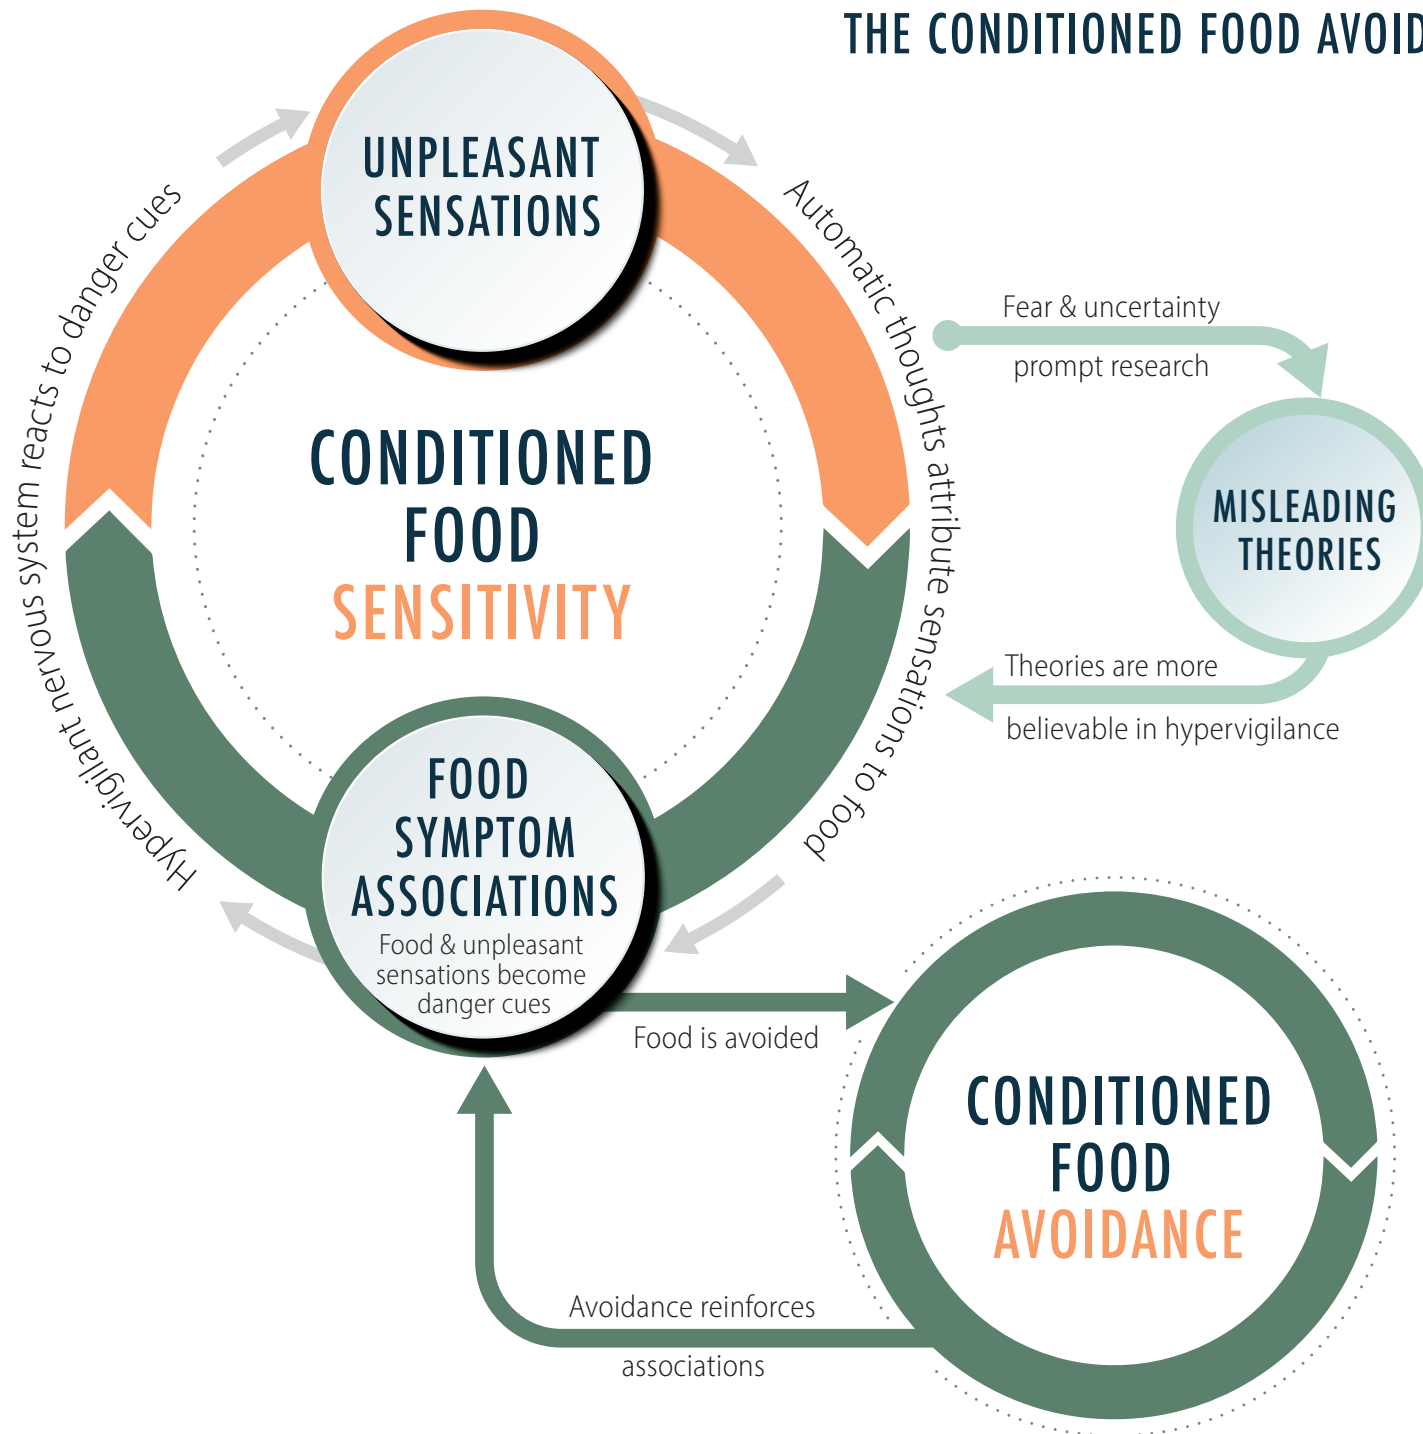 THE CONDITIONED FOOD AVOID
UNPLEASANT
SENSATIONS
Automatic thoughts attribute sensations to food
Hypervigilant nervous system reacts to danger cues
Fear & uncertainty
prompt research
MISLEADING
THEORIES
Theories are more
believable in hypervigilance
CONDITIONED
FOOD
SENSITIVITY
FOOD
SYMPTOM
ASSOCIATIONS
Food & unpleasant
sensations become
danger cues
Food is avoided
CONDITIONED
FOOD
AVOIDANCE
Avoidance reinforces
associations